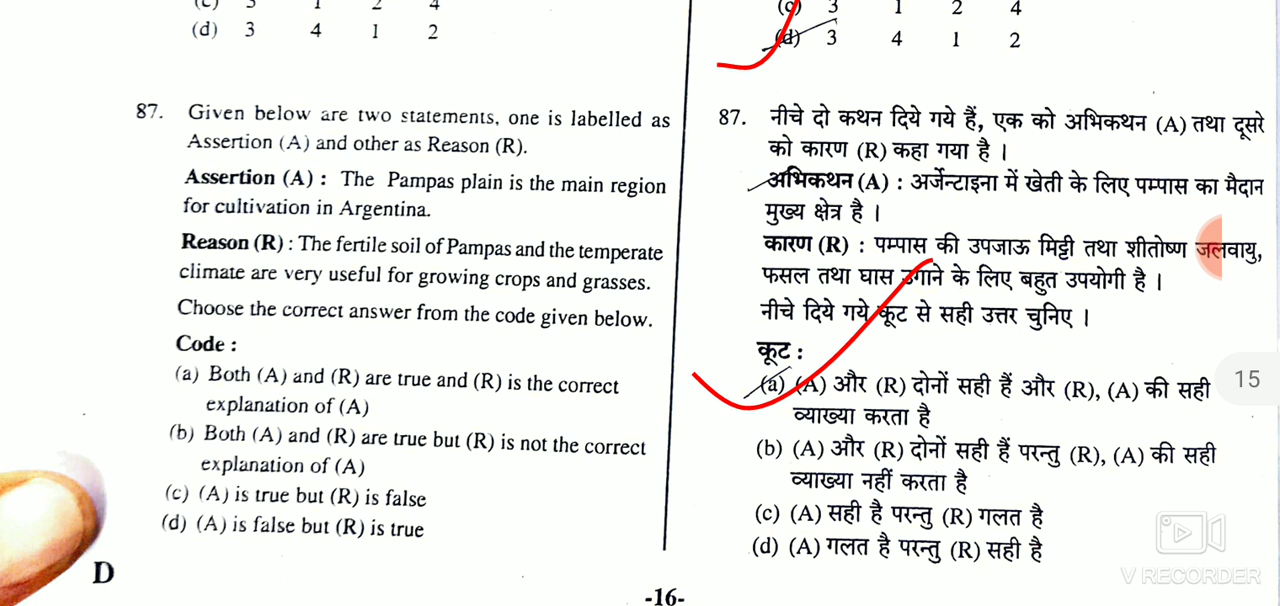 (c) 3 1 2 4
(d) 3 4 1 2
87. Given below are two statements, one is labelled as
Assertion (A) and other as Reason (R).
Assertion (A) : The Pampas plain is the main region
for cultivation in Argentina.
Reason (R) : The fertile soil of Pampas and the temperate
climate are very useful for growing crops and grasses.
Choose the correct answer from the code given below.
Code :
(a) Both (A) and (R) are true and (R) is the correct
explanation of (A)
(b) Both (A) and (R) are true but (R) is not the correct
explanation of (A)
(c) (A) is true but (R) is false
(d) (A) is false but (R) is true
D
(c) 3 1 2 4
(d) 3 4 1 2
87. नीचे दो कथन दिये गये हैं, एक को अभिकथन (A) तथा दूसरे
को कारण (R) कहा गया है ।
अभिकथन (A) : अर्जेन्टाइना में खेती के लिए पम्पास का मैदान
मुख्य क्षेत्र है ।
कारण (R) : पम्पास की उपजाऊ मिट्टी तथा शीतोष्ण जलवायु,
फसल तथा घास उगाने के लिए बहुत उपयोगी है ।
नीचे दिये गये कूट से सही उत्तर चुनिए ।
कूट :
(a) (A) और (R) दोनों सही हैं और (R), (A) की सही
व्याख्या करता है
(b) (A) और (R) दोनों सही हैं परन्तु (R), (A) की सही
व्याख्या नहीं करता है
(c) (A) सही है परन्तु (R) गलत है
(d) (A) गलत है परन्तु (R) सही है
15
-16-
V RECORDER